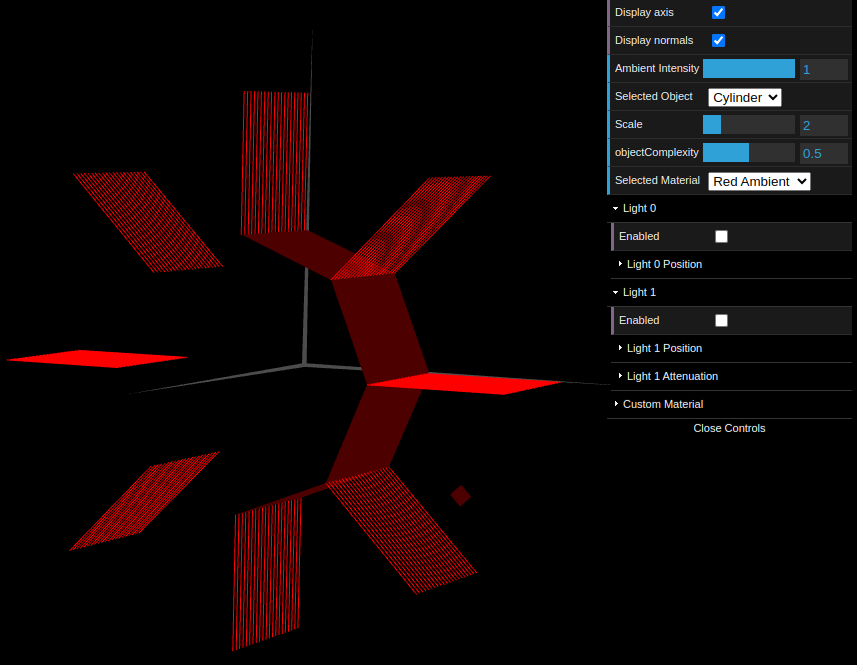 Display axis
Display normals
Ambient Intensity 1
Selected Object Cylinder
Scale 2
objectComplexity 0.5
Selected Material Red Ambient
Light 0
Enabled
Light 0 Position
Light 1
Enabled
Light 1 Position
Light 1 Attenuation
Custom Material
Close Controls